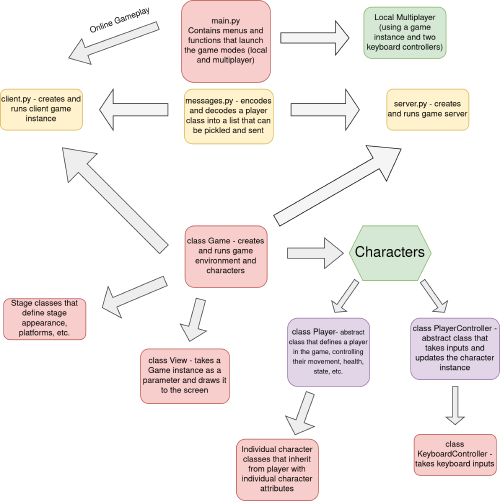 Online Gameplay
main.py
Contains menus and
functions that launch
the game modes (local
and multiplayer)
Local Multiplayer
(using a game
instance and two
keyboard controllers)
client.py - creates and
runs client game
instance
messages.py - encodes
and decodes a player
class into a list that can
be pickled and sent
server.py - creates
and runs game server
class Game - creates
and runs game
environment and
characters
Characters
Stage classes that
define stage
appearance,
platforms, etc.
class View - takes a
Game instance as a
parameter and draws it
to the screen
class Player- abstract
class that defines a player
in the game, controlling
their movement, health,
state, etc.
class PlayerController -
abstract class that
takes inputs and
updates the character
instance
Individual character
classes that inherit
from player with
individual character
attributes
class
KeyboardController -
takes keyboard inputs